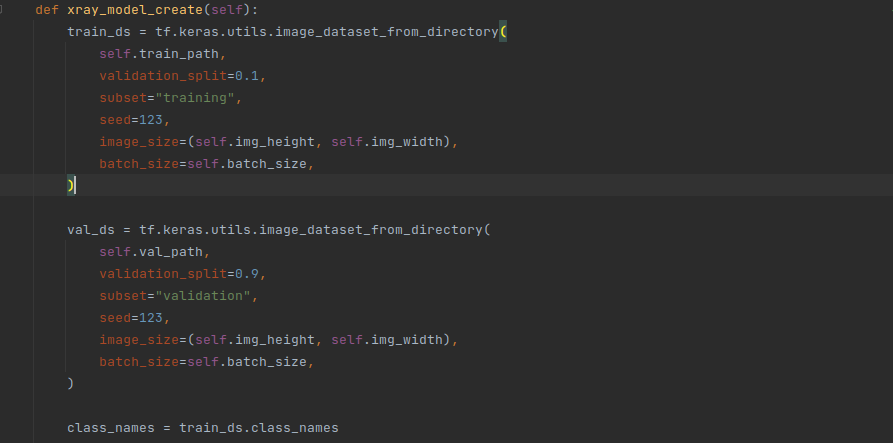 def xray_model_create(self):
train_ds = tf.keras.utils.image_dataset_from_directory(
self.train_path,
validation_split=0.1,
subset="training",
seed=123,
image_size=(self.img_height, self.img_width),
batch_size=self.batch_size,
)
val_ds = tf.keras.utils.image_dataset_from_directory(
self.val_path,
validation_split=0.9,
subset="validation",
seed=123,
image_size=(self.img_height, self.img_width),
batch_size=self.batch_size,
)
class_names = train_ds.class_names